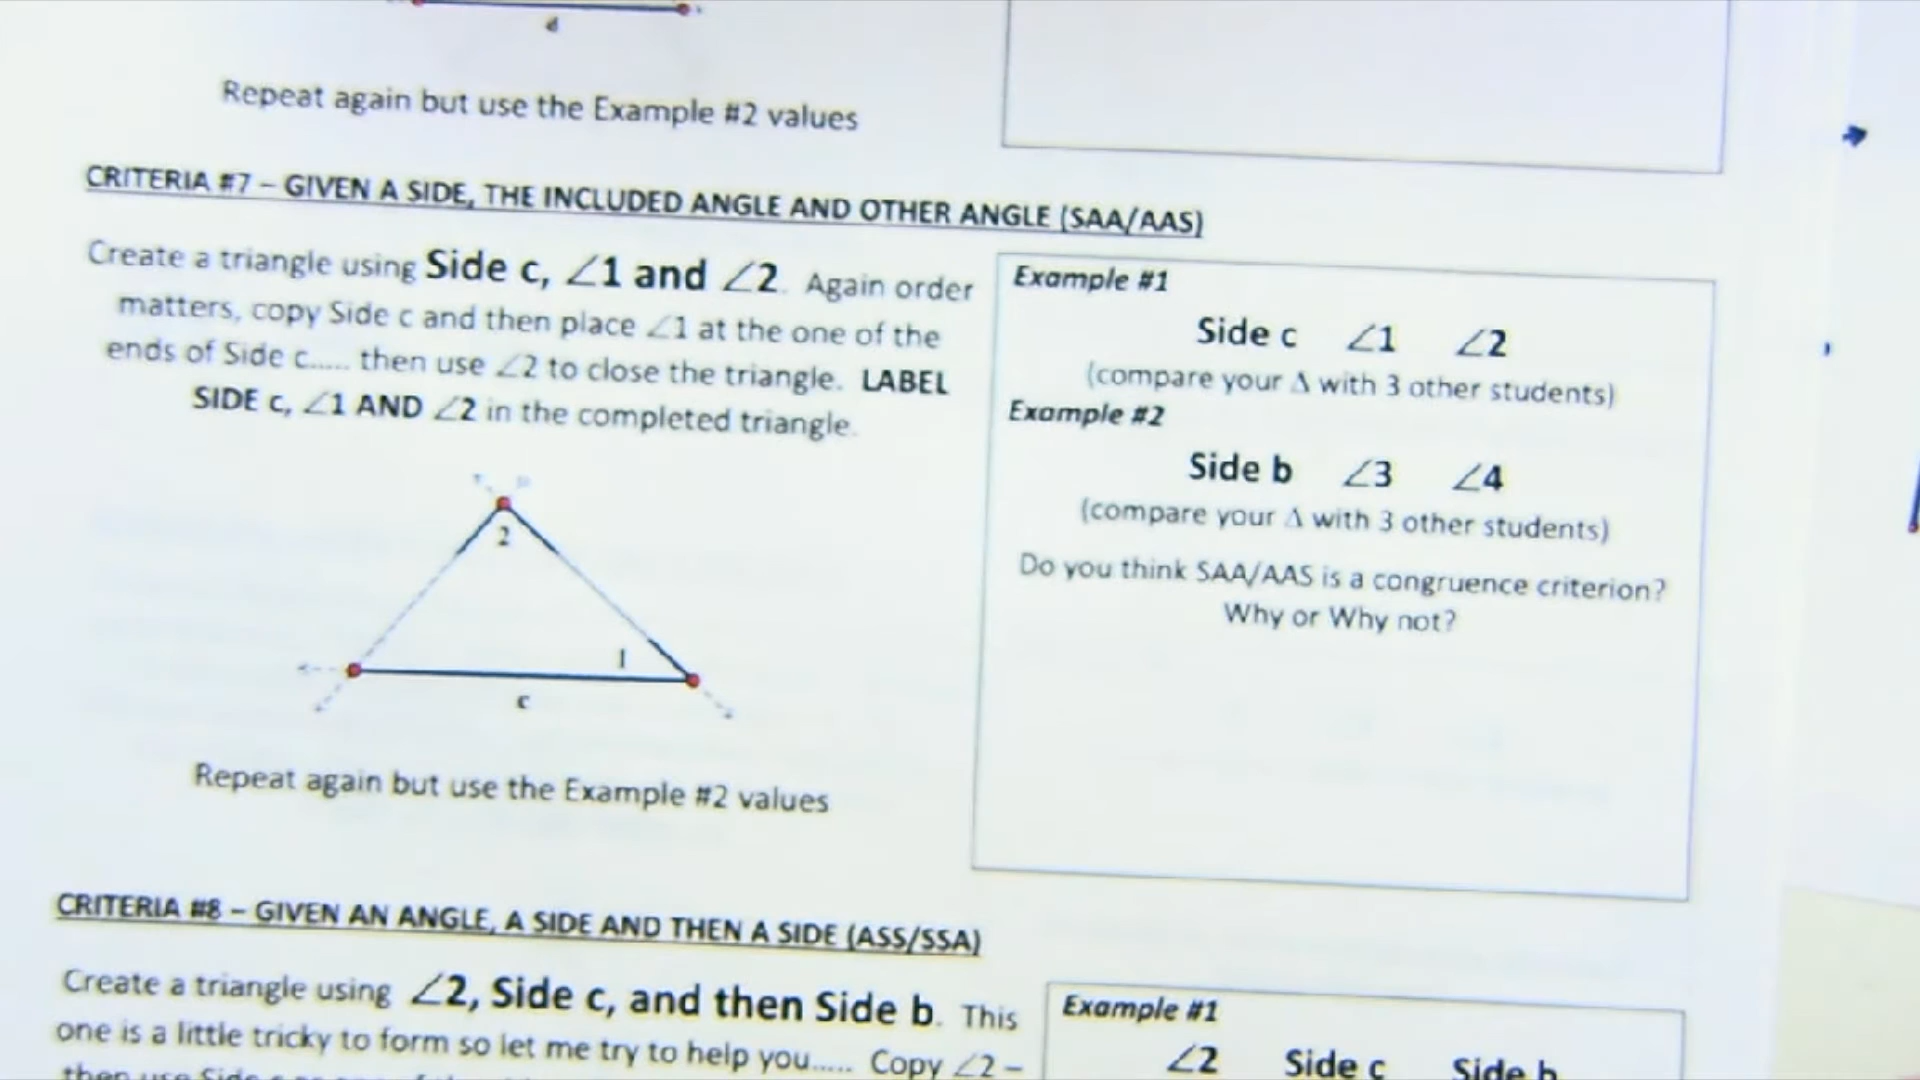 d
Repeat again but use the Example #2 values
CRITERIA #7 – GIVEN A SIDE, THE INCLUDED ANGLE AND OTHER ANGLE (SAA/AAS)
Create a triangle using Side c, ∠1 and ∠2. Again order
matters, copy Side c and then place ∠1 at the one of the
ends of Side c..... then use ∠2 to close the triangle. LABEL
SIDE c, ∠1 AND ∠2 in the completed triangle.
2
1
c
Repeat again but use the Example #2 values
Example #1
Side c ∠1 ∠2
(compare your Δ with 3 other students)
Example #2
Side b ∠3 ∠4
(compare your Δ with 3 other students)
Do you think SAA/AAS is a congruence criterion?
Why or Why not?
CRITERIA #8 – GIVEN AN ANGLE, A SIDE AND THEN A SIDE (ASS/SSA)
Create a triangle using ∠2, Side c, and then Side b. This
one is a little tricky to form so let me try to help you..... Copy ∠2 –
then use Side
Example #1
∠2 Side c Side b